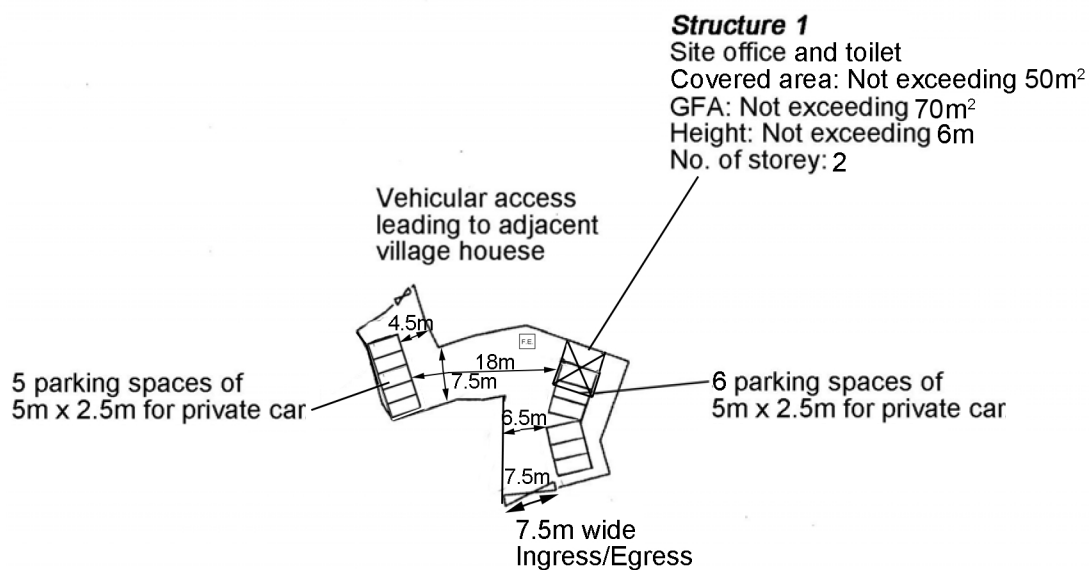 Structure 1
Site office and toilet
Covered area: Not exceeding 50m²
GFA: Not exceeding 70m²
Height: Not exceeding 6m
No. of storey: 2
Vehicular access
leading to adjacent
village houese
4.5m
F.E.
18m
7.5m
5 parking spaces of
5m x 2.5m for private car
6 parking spaces of
5m x 2.5m for private car
6.5m
7.5m
7.5m wide
Ingress/Egress